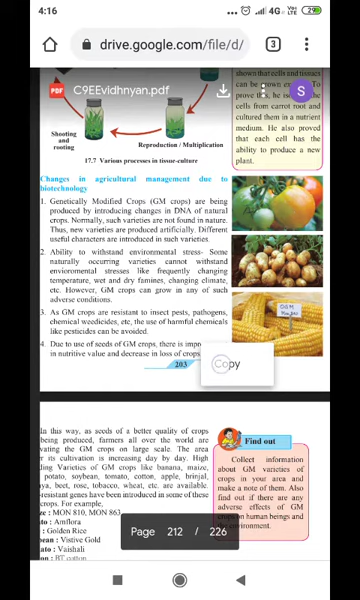 4:16
4G
VoLTE
29
drive.google.com/file/d/
3
PDF C9EEvidhnyan.pdf
S
Shooting and rooting
Reproduction / Multiplication
17.7 Various processes in tissue-culture
shown that cells and tissues
can be grown
prove this, he is
cells from carrot root and
cultured them in a nutrient
medium. He also proved
that each cell has the
ability to produce a new
plant.
Changes in agricultural management due to
biotechnology
1. Genetically Modified Crops (GM crops) are being
produced by introducing changes in DNA of natural
crops. Normally, such varieties are not found in nature.
Thus, new varieties are produced artificially. Different
useful characters are introduced in such varieties.
2. Ability to withstand environmental stress- Some
naturally occurring varieties cannot withstand
enviromental stresses like frequently changing
temperature, wet and dry famines, changing climate,
etc. However, GM crops can grow in any of such
adverse conditions.
3. As GM crops are resistant to insect pests, pathogens,
chemical weedicides, etc, the use of harmful chemicals
like pesticides can be avoided.
4. Due to use of seeds of GM crops, there is
in nutritive value and decrease in loss of crops
203
Copy
In this way, as seeds of a better quality of crops
being produced, farmers all over the world are
the GM crops on large scale. The area
its cultivation is increasing day by day. High
Varieties of GM crops like banana, maize,
potato, soybean, tomato, cotton, apple, brinjal,
beet, rose, tobacco, wheat, etc. are available.
genes have been introduced in some of these
For example,
: MON 810, MON 863
: Amflora
: Golden Rice
: Vistive Gold
: Vaishali
: BT cotton
Find out
Collect information
about GM varieties of
crops in your area and
make a note of them. Also
find out if there are any
adverse effects of GM
crops on human beings and
the environment.
Page 212 / 226